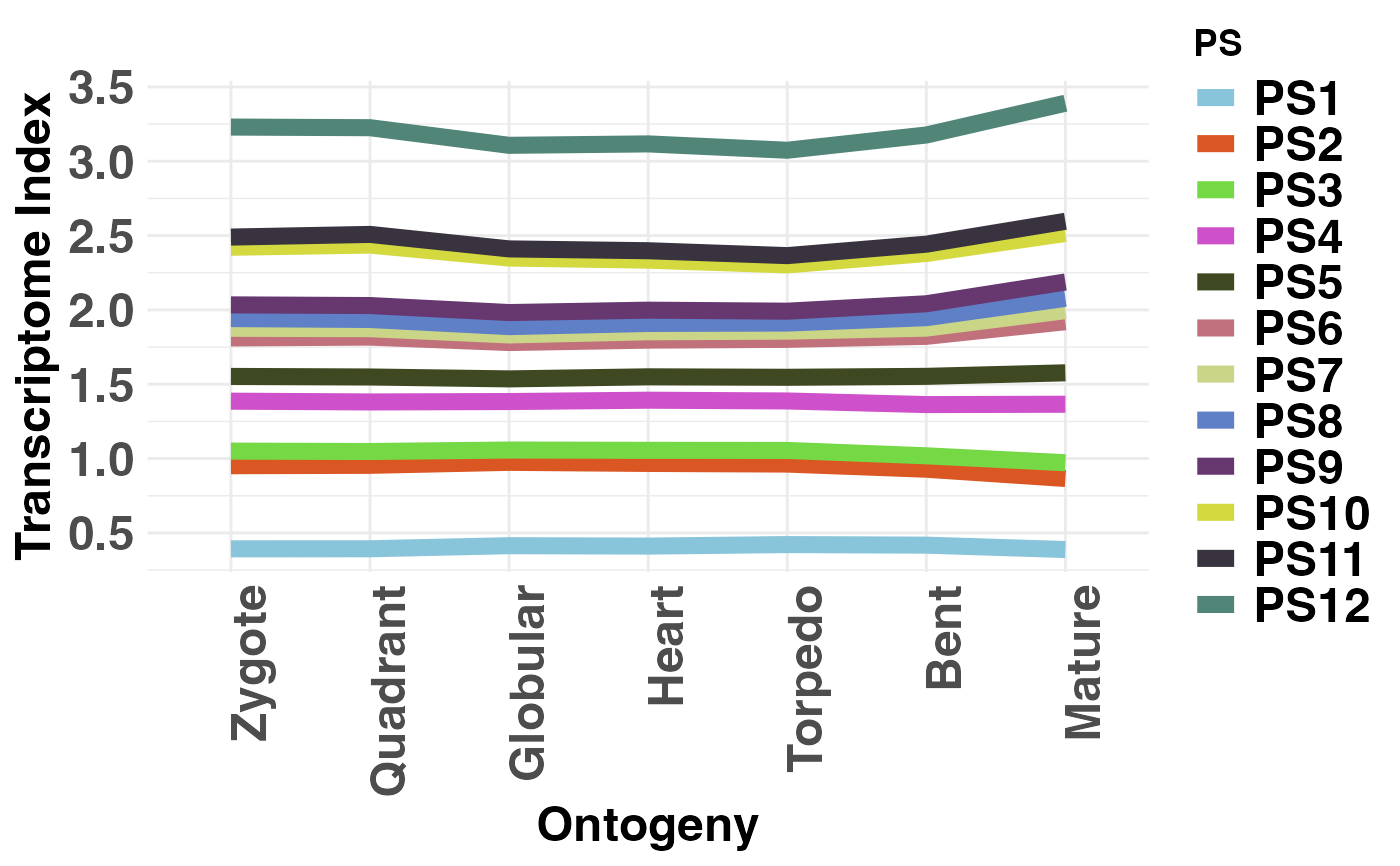 Transcriptome Index
3.5
3.0
2.5
2.0
1.5
1.0
0.5
Zygote
Quadrant
Globular
Heart
Torpedo
Bent
Mature
Ontogeny
PS
PS1
PS2
PS3
PS4
PS5
PS6
PS7
PS8
PS9
PS10
PS11
PS12